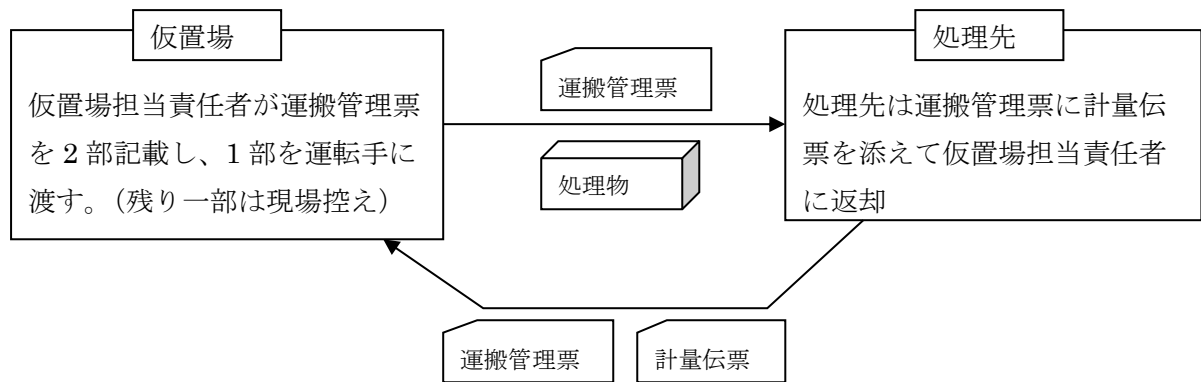 仮置場
仮置場担当責任者が運搬管理票
を 2 部記載し、1 部を運転手に
渡す。（残り一部は現場控え）
運搬管理票
処理物
処理先
処理先は運搬管理票に計量伝
票を添えて仮置場担当責任者
に返却
運搬管理票
計量伝票